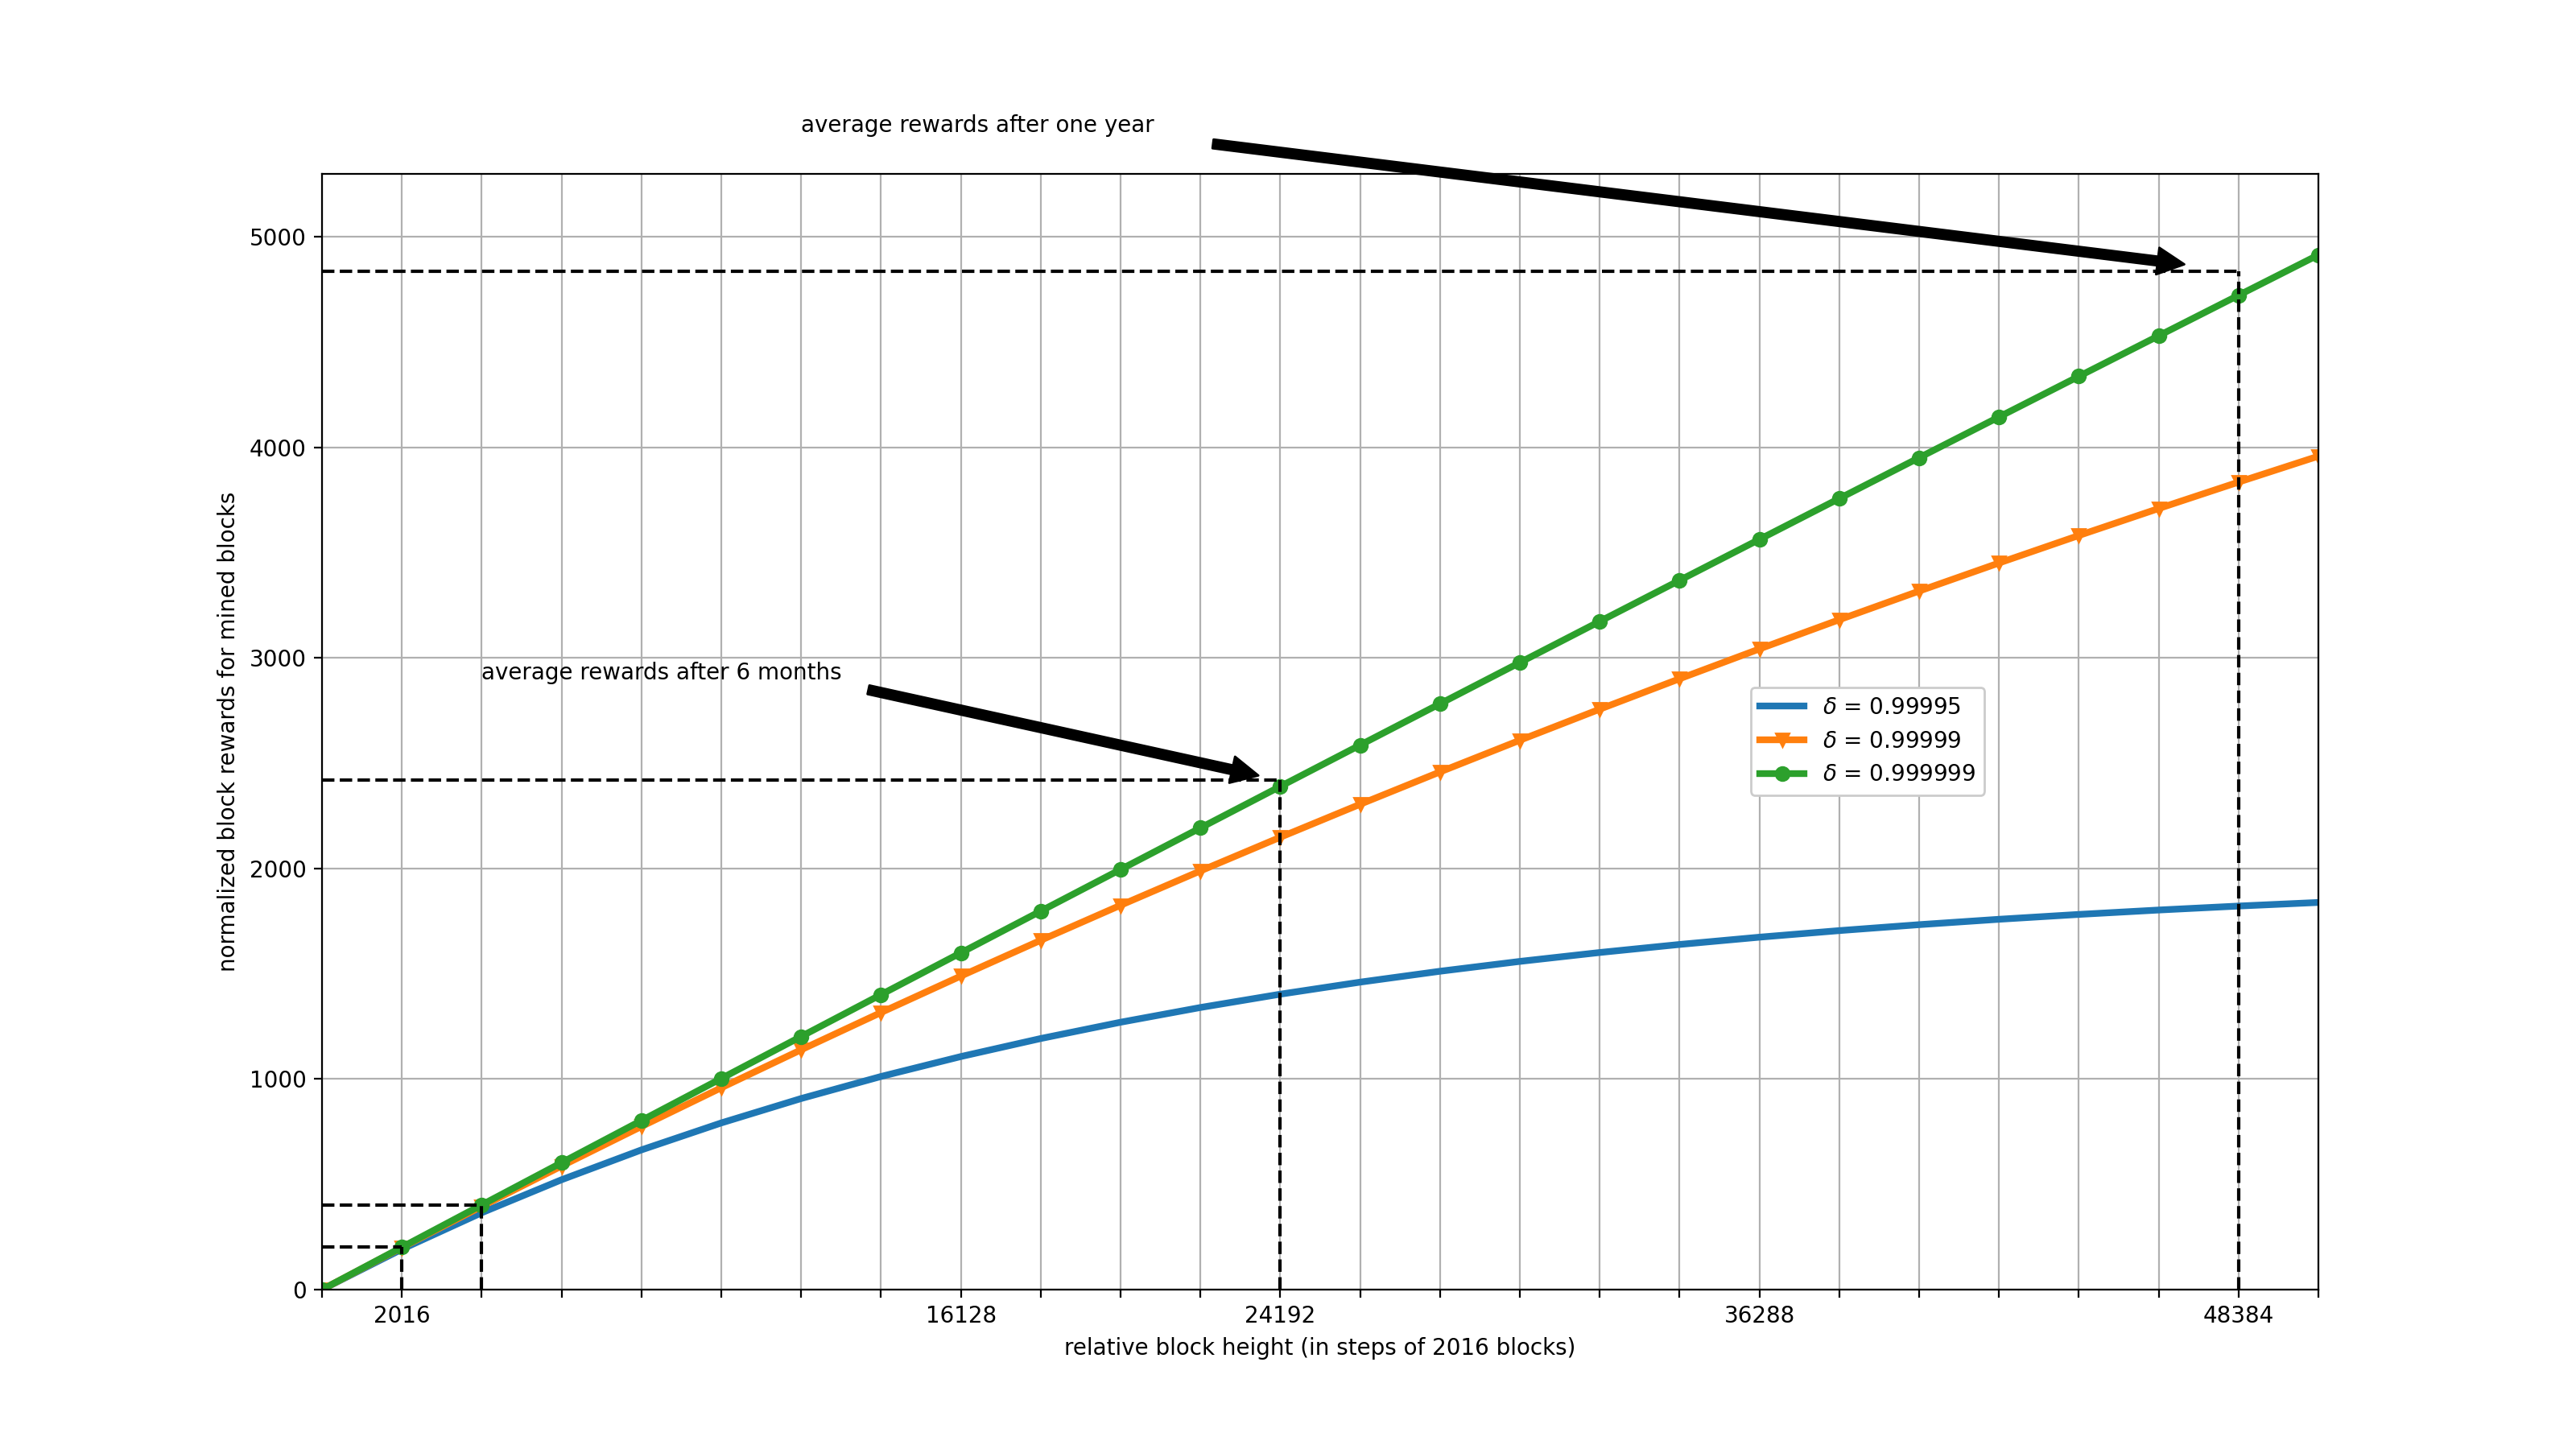 average rewards after one year
5000
4000
3000
2000
1000
0
normalized block rewards for mined blocks
average rewards after 6 months
δ = 0.99995
δ = 0.99999
δ = 0.999999
2016
16128
24192
36288
48384
relative block height (in steps of 2016 blocks)